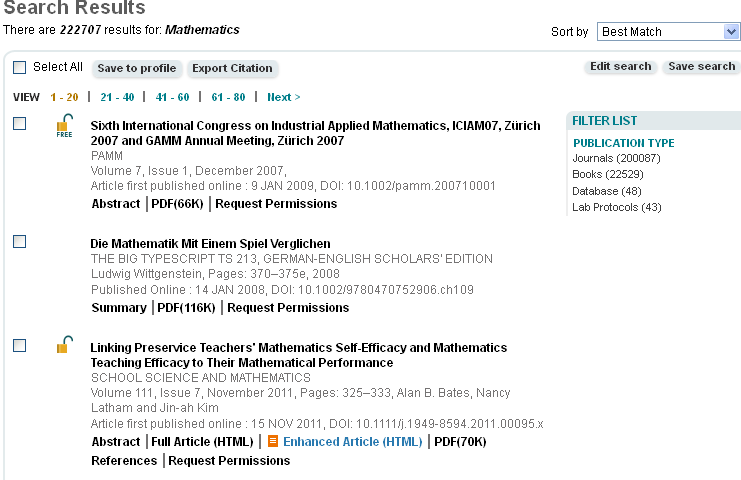 Search Results
There are 222707 results for: Mathematics
Sort by Best Match
Select All Save to profile Export Citation Edit search Save search
VIEW 1 - 20 | 21 - 40 | 41 - 60 | 61 - 80 | Next >
FREE
Sixth International Congress on Industrial Applied Mathematics, ICIAM07, Zürich
2007 and GAMM Annual Meeting, Zürich 2007
PAMM
Volume 7, Issue 1, December 2007,
Article first published online : 9 JAN 2009, DOI: 10.1002/pamm.200710001
Abstract | PDF(66K) | Request Permissions
Die Mathematik Mit Einem Spiel Verglichen
THE BIG TYPESCRIPT TS 213, GERMAN-ENGLISH SCHOLARS' EDITION
Ludwig Wittgenstein, Pages: 370–375e, 2008
Published Online : 14 JAN 2008, DOI: 10.1002/9780470752906.ch109
Summary | PDF(116K) | Request Permissions
Linking Preservice Teachers' Mathematics Self-Efficacy and Mathematics
Teaching Efficacy to Their Mathematical Performance
SCHOOL SCIENCE AND MATHEMATICS
Volume 111, Issue 7, November 2011, Pages: 325–333, Alan B. Bates, Nancy
Latham and Jin-ah Kim
Article first published online : 15 NOV 2011, DOI: 10.1111/j.1949-8594.2011.00095.x
Abstract | Full Article (HTML) | Enhanced Article (HTML) | PDF(70K)
References | Request Permissions
FILTER LIST
PUBLICATION TYPE
Journals (200087)
Books (22529)
Database (48)
Lab Protocols (43)